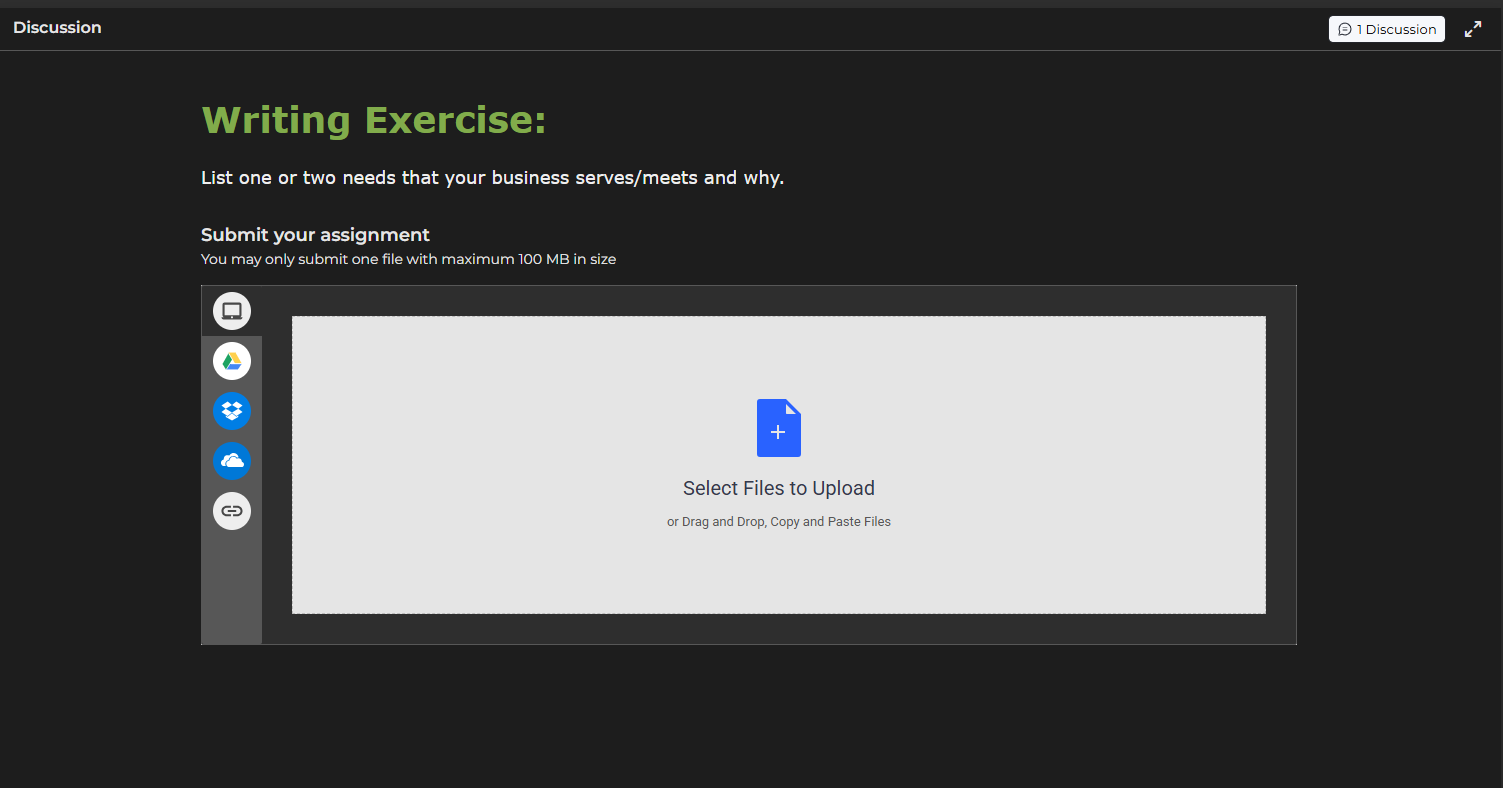 Discussion
1 Discussion
Writing Exercise:
List one or two needs that your business serves/meets and why.
Submit your assignment
You may only submit one file with maximum 100 MB in size
Select Files to Upload
or Drag and Drop, Copy and Paste Files